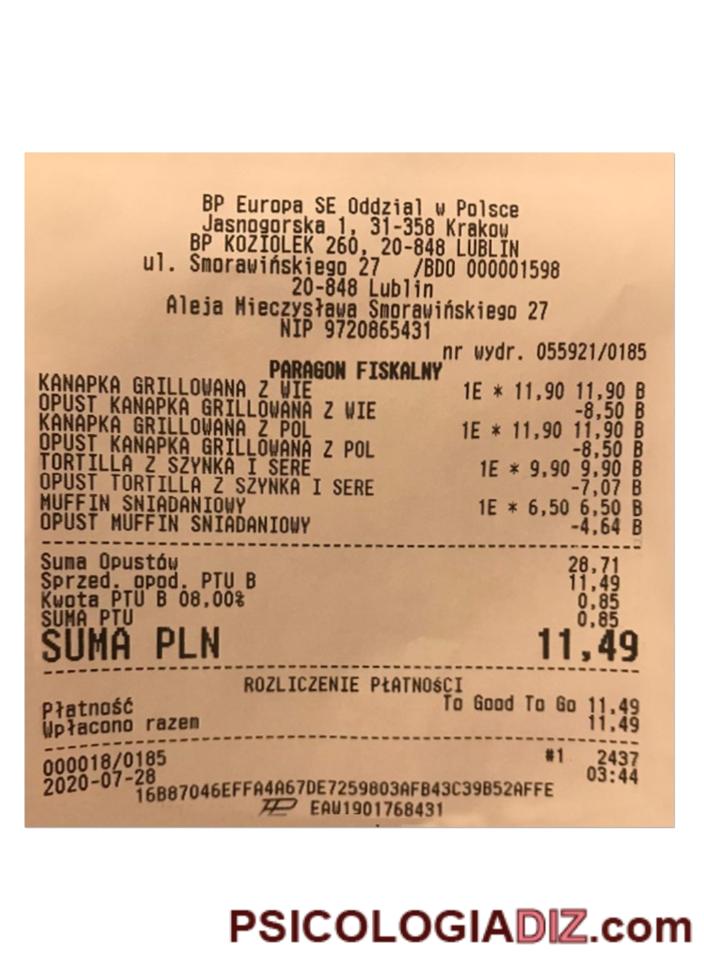 BP Europa SE Oddzial w Polsce
Jasnogorska 1, 31-358 Krakow
BP KOZIOLEK 260, 20-848 LUBLIN
ul. Smorawińskiego 27 /BDO 000001598
20-848 Lublin
Aleja Mieczysława Smorawińskiego 27
NIP 9720865431
nr wydr. 055921/0185
PARAGON FISKALNY
KANAPKA GRILLOWANA Z WIE 1E * 11,90 11,90 B
OPUST KANAPKA GRILLOWANA Z WIE -8,50 B
KANAPKA GRILLOWANA Z POL 1E * 11,90 11,90 B
OPUST KANAPKA GRILLOWANA Z POL -8,50 B
TORTILLA Z SZYNKA I SERE 1E * 9,90 9,90 B
OPUST TORTILLA Z SZYNKA I SERE -7,07 B
MUFFIN SNIADANIOWY 1E * 6,50 6,50 B
OPUST MUFFIN SNIADANIOWY -4,64 B
Suma Opustów 28,71
Sprzed. opod. PTU B 11,49
Kwota PTU B 08,00% 0,85
SUMA PTU 0,85
SUMA PLN 11,49
ROZLICZENIE PŁATNOŚCI
Płatność To Good To Go 11,49
Wpłacono razem 11,49
000018/0185 #1 2437
2020-07-28 03:44
16B87046EFFA4A67DE7259803AFB43C39B52AFFE
EAW1901768431
PSICOLOGIADIZ.com